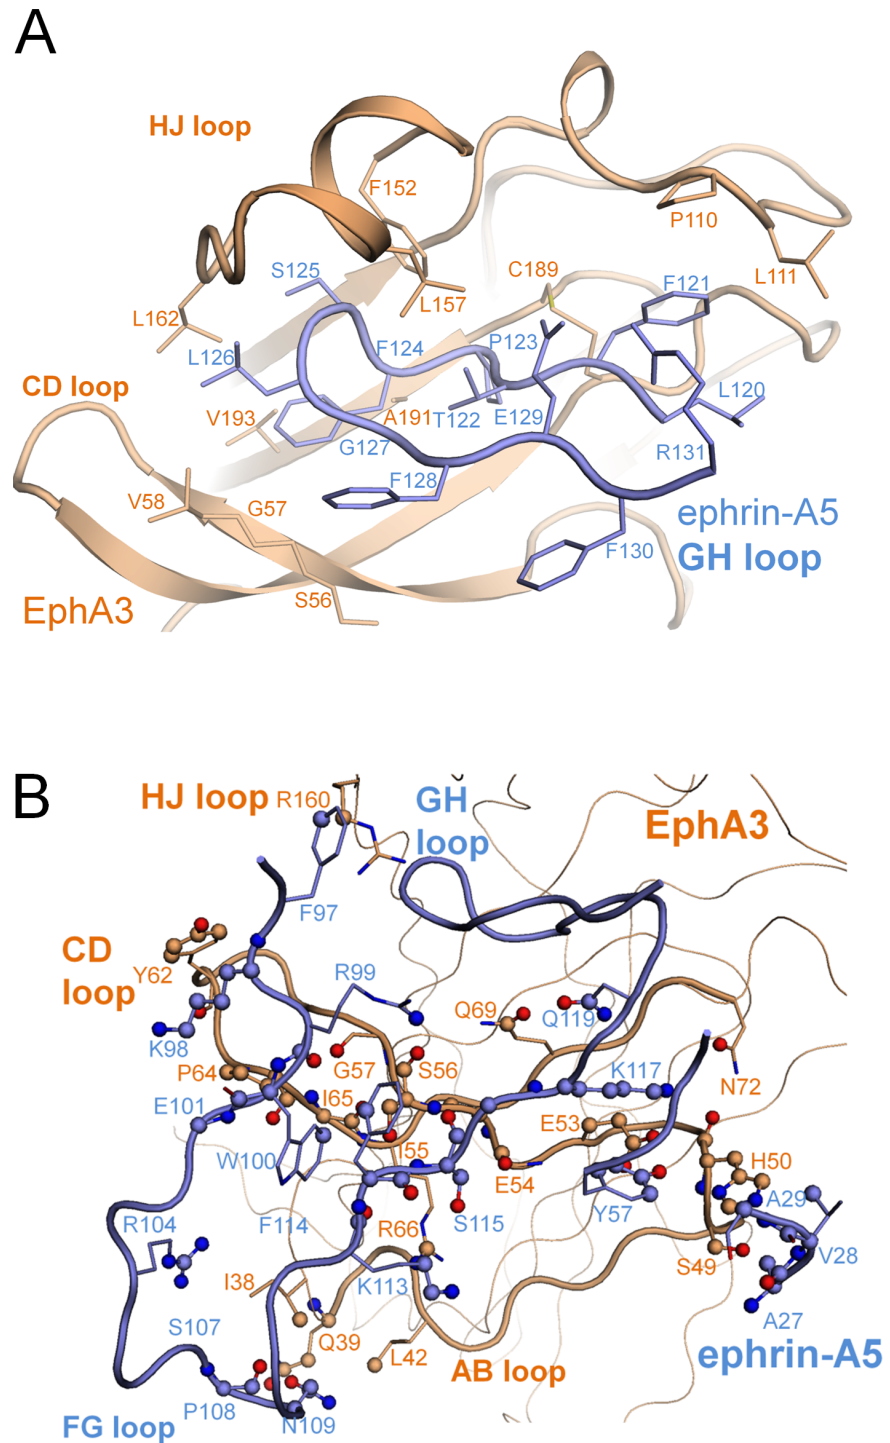 A
HJ loop
F152
P110
S125
C189
F121
L111
L157
L162
P123
L126
F124
CD loop
L120
V193
A191
T122
E129
G127
R131
F128
V58
G57
ephrin-A5
F130
GH loop
S56
EphA3
B
HJ loop
R160
GH
loop
EphA3
F97
CD
loop
Y62
R99
Q69
Q119
K98
P64
G57
S56
K117
N72
E101
I65
E53
W100
I55
H50
E54
A29
R104
F114
R66
S115
Y57
S49
V28
I38
K113
A27
S107
Q39
L42
AB loop
ephrin-A5
P108
N109
FG loop